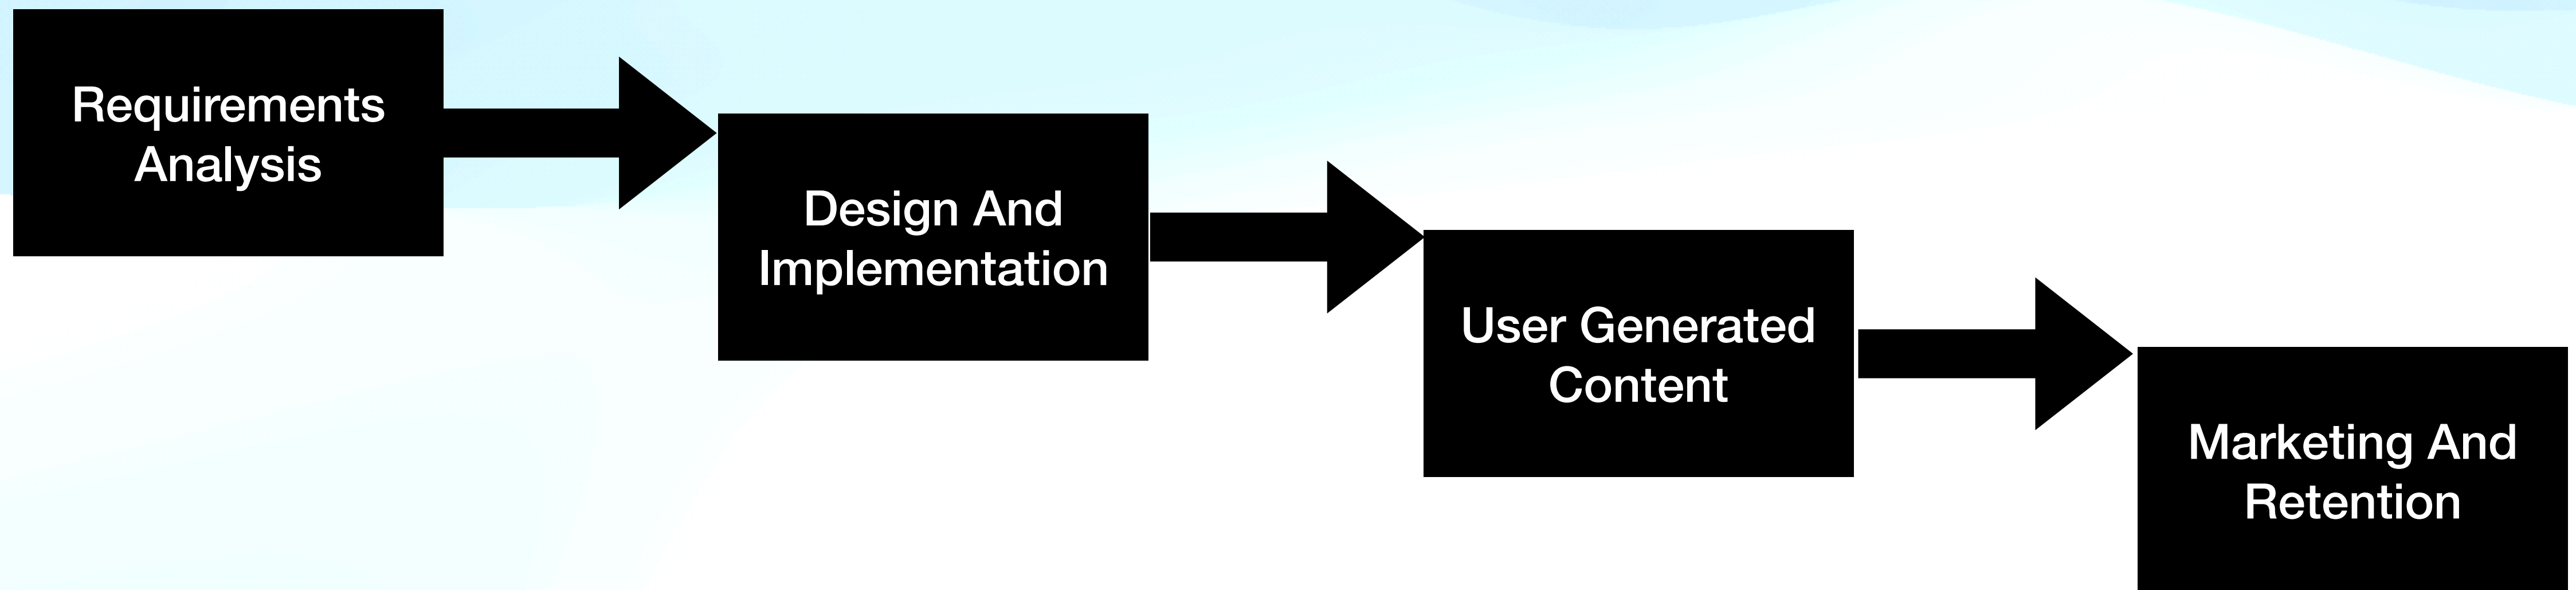 Requirements
Analysis
Design And
Implementation
User Generated
Content
Marketing And
Retention